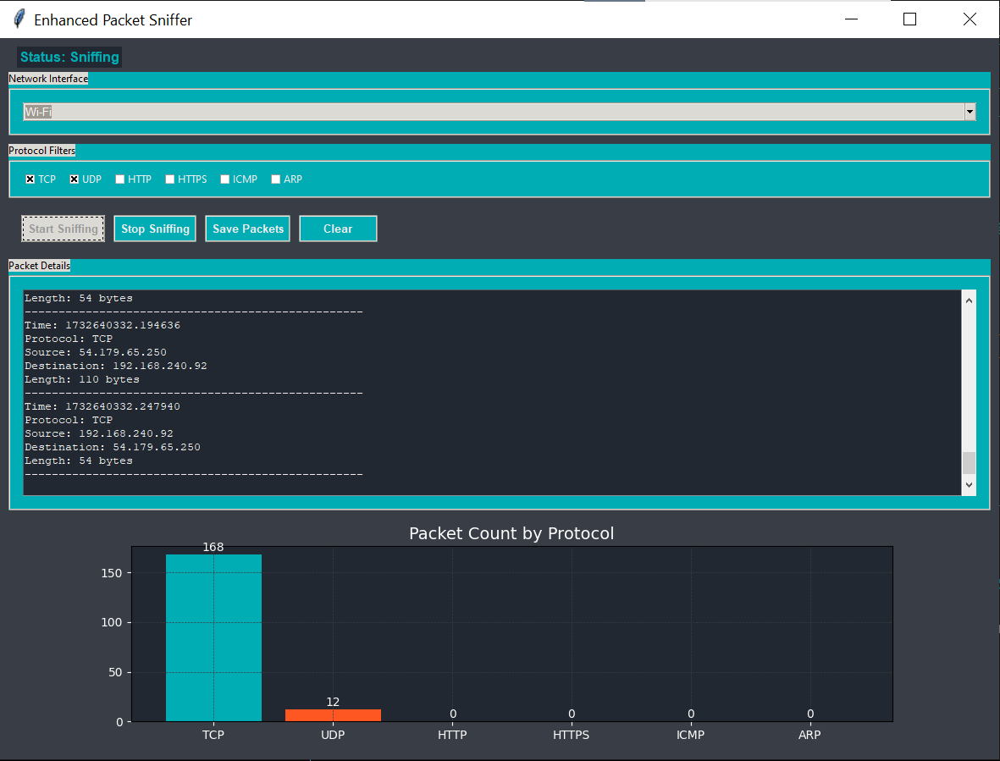 Enhanced Packet Sniffer
Status: Sniffing
Network Interface
Wi-Fi
Protocol Filters
TCP UDP HTTP HTTPS ICMP ARP
Start Sniffing Stop Sniffing Save Packets Clear
Packet Details
Length: 54 bytes
--------------------------------------------------
Time: 1732640332.194636
Protocol: TCP
Source: 54.179.65.250
Destination: 192.168.240.92
Length: 110 bytes
--------------------------------------------------
Time: 1732640332.247940
Protocol: TCP
Source: 192.168.240.92
Destination: 54.179.65.250
Length: 54 bytes
--------------------------------------------------
Packet Count by Protocol
168
150
100
50
12
0 0 0 0
0
TCP UDP HTTP HTTPS ICMP ARP